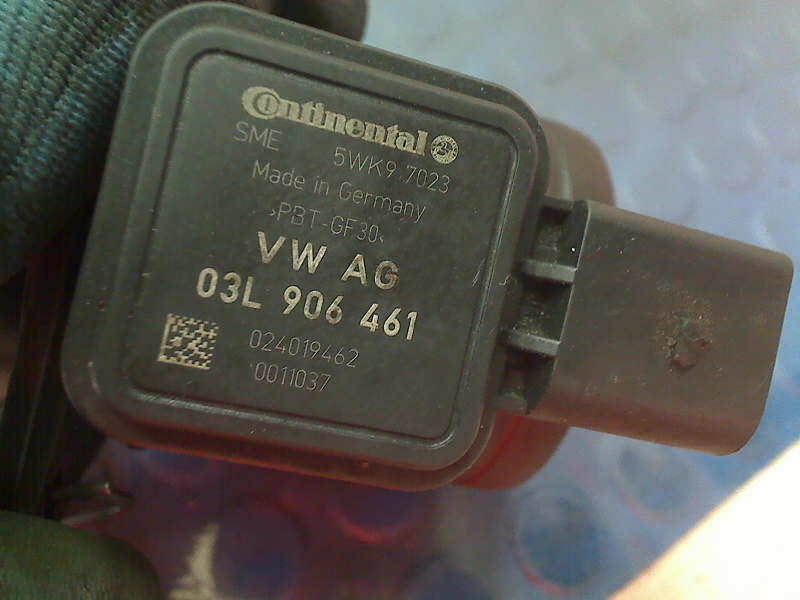 Continental
SME 5WK9 7023
Made in Germany
>PBT-GF30<
VW AG
03L 906 461
024019462
0011037